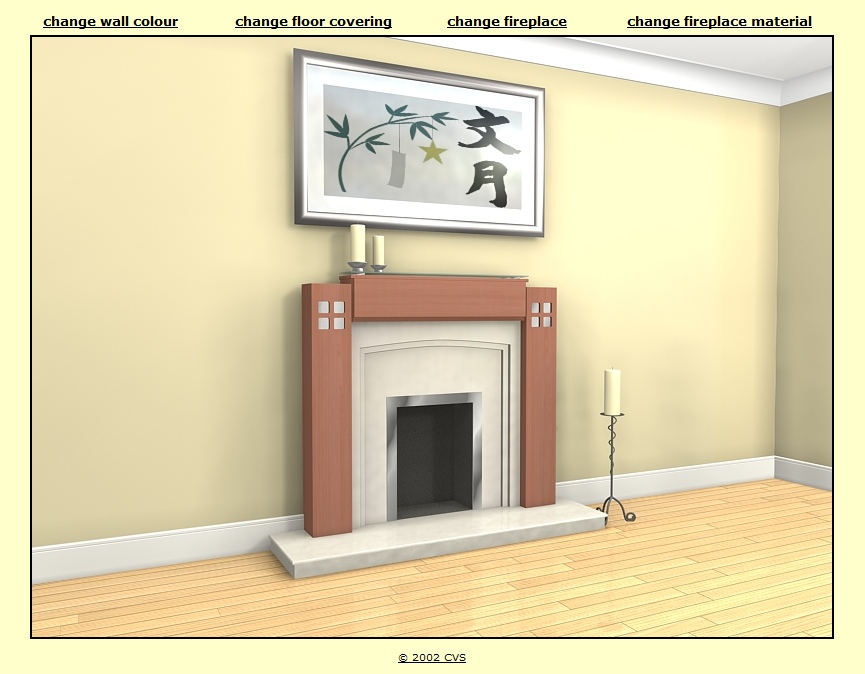 change wall colour
change floor covering
change fireplace
change fireplace material
文
月
© 2002 CVS